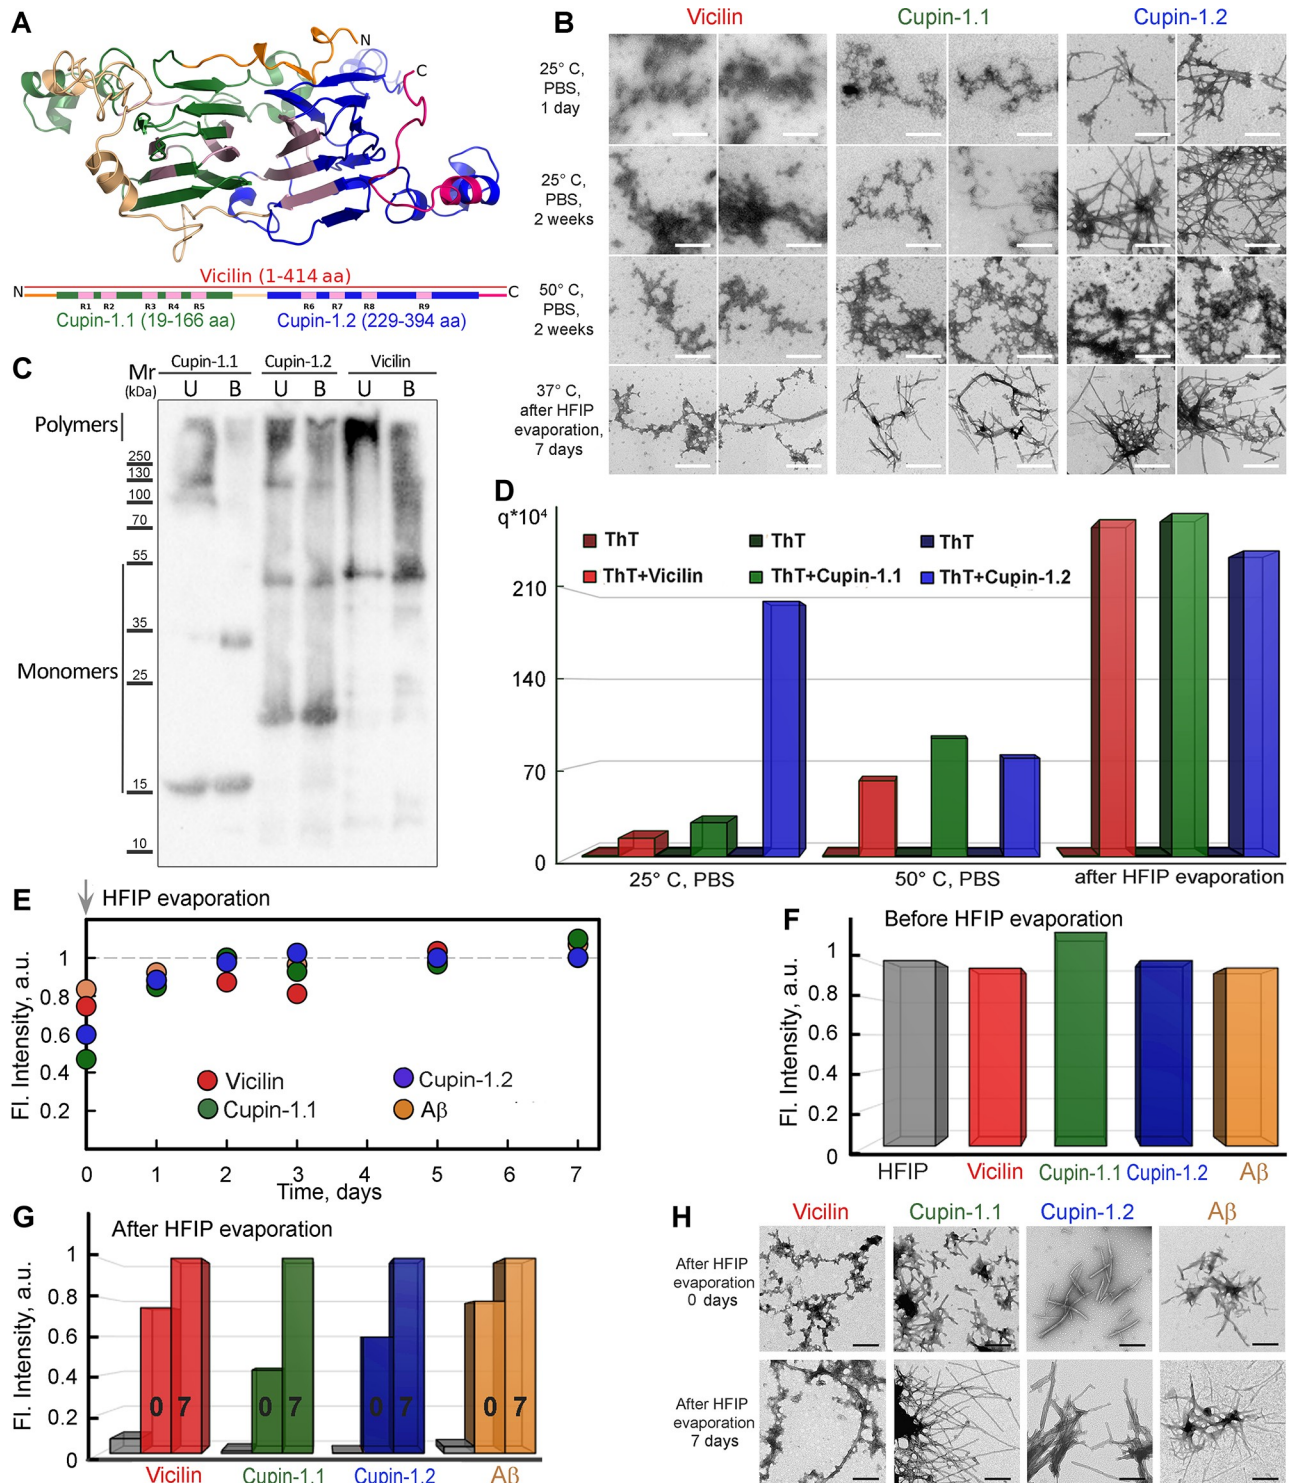 A
N
C
Vicilin (1-414 aa)
N
C
R1 R2 R3 R4 R5 R6 R7 R8 R9
Cupin-1.1 (19-166 aa) Cupin-1.2 (229-394 aa)
B
Vicilin Cupin-1.1 Cupin-1.2
25° C,
PBS,
1 day
25° C,
PBS,
2 weeks
50° C,
PBS,
2 weeks
37° C,
after HFIP
evaporation,
7 days
C
Mr
(kDa)
Cupin-1.1 Cupin-1.2 Vicilin
U B U B U B
Polymers
250
130
100
70
55
35
Monomers
25
15
10
D
q*10⁴
ThT ThT ThT
ThT+Vicilin ThT+Cupin-1.1 ThT+Cupin-1.2
210
140
70
0
25° C, PBS 50° C, PBS after HFIP evaporation
E
HFIP evaporation
Fl. Intensity, a.u.
1
0.8
0.6
0.4
0.2
Vicilin Cupin-1.2
Cupin-1.1 Aβ
0 1 2 3 4 5 6 7
Time, days
F
Before HFIP evaporation
Fl. Intensity, a.u.
1
0.8
0.6
0.4
0.2
0
HFIP Vicilin Cupin-1.1 Cupin-1.2 Aβ
G
After HFIP evaporation
Fl. Intensity, a.u.
1
0.8
0.6
0.4
0.2
0
0 7 0 7 0 7 0 7
Vicilin Cupin-1.1 Cupin-1.2 Aβ
H
Vicilin Cupin-1.1 Cupin-1.2 Aβ
After HFIP
evaporation
0 days
After HFIP
evaporation
7 days